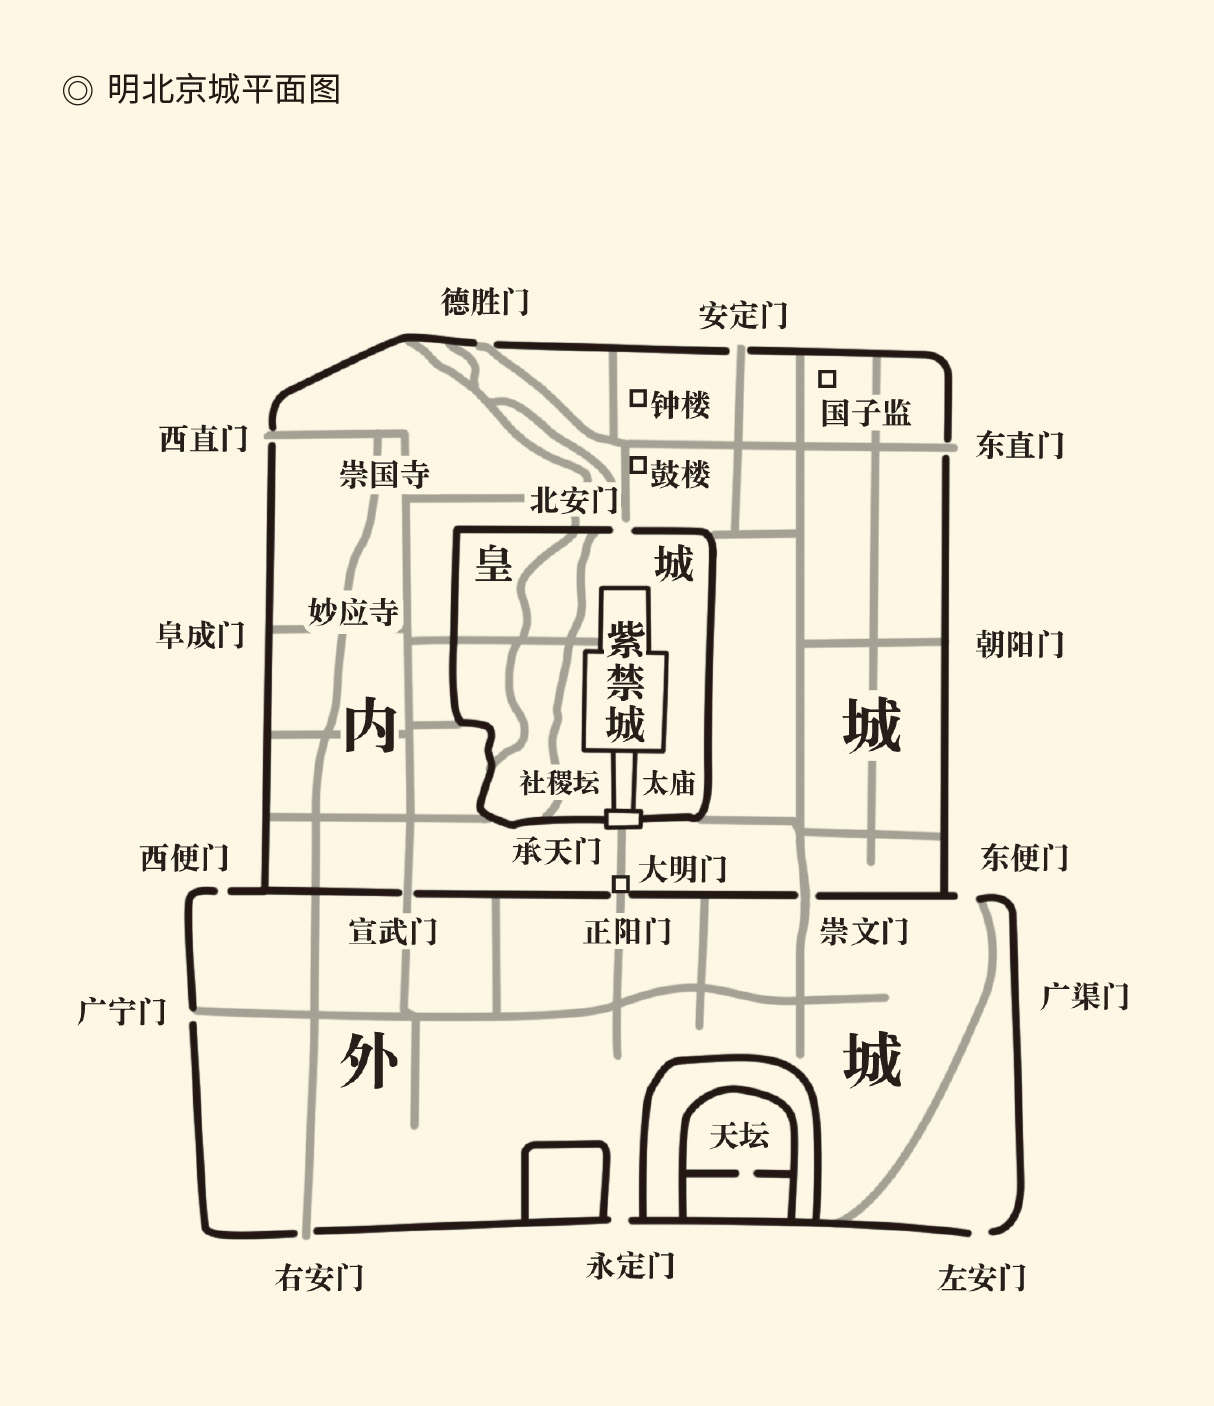 ◎ 明北京城平面图
德胜门
安定门
钟楼
国子监
西直门
东直门
崇国寺
鼓楼
北安门
皇 城
妙应寺
阜成门
朝阳门
紫
禁
城
内 城
社稷坛
太庙
承天门
西便门
大明门
东便门
宣武门
正阳门
崇文门
广宁门
广渠门
外 城
天坛
右安门
永定门
左安门